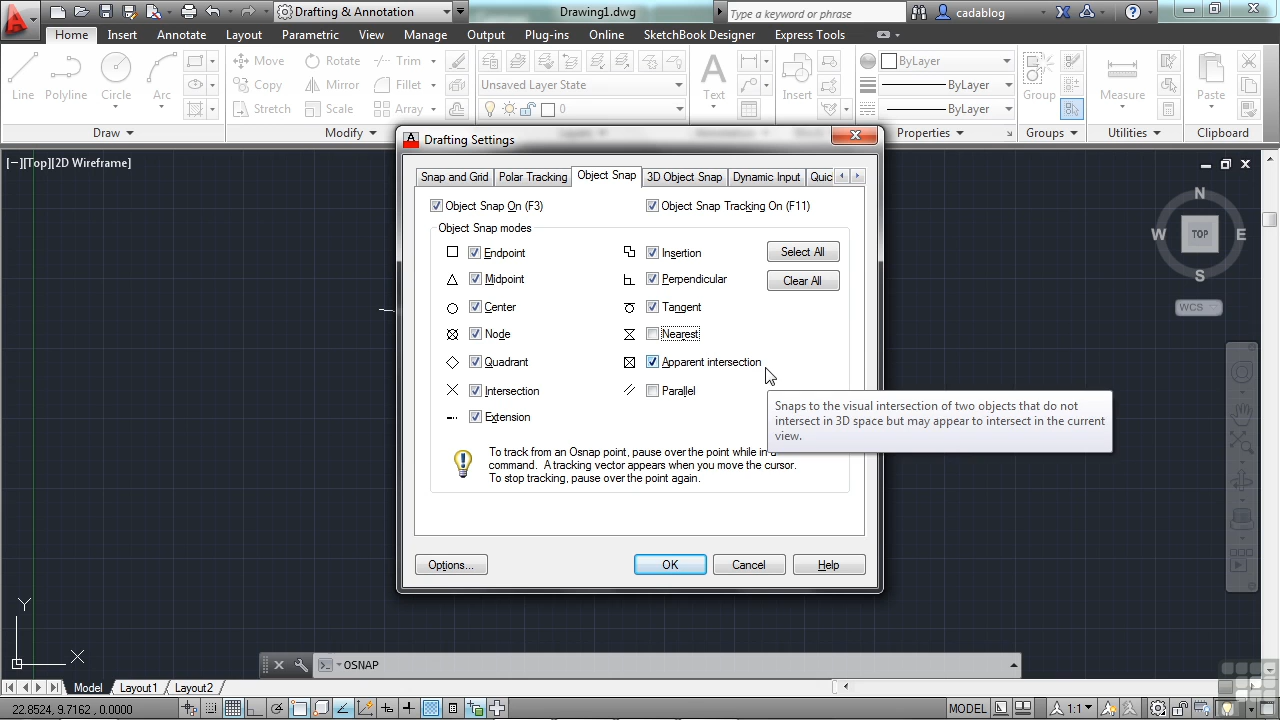 Drafting & Annotation
Drawing1.dwg
Type a keyword or phrase
cadablog
Home Insert Annotate Layout Parametric View Manage Output Plug-ins Online SketchBook Designer Express Tools
Line Polyline Circle Arc
Move Rotate Trim
Copy Mirror Fillet
Stretch Scale Array
Unsaved Layer State
0
Text
Insert
ByLayer
ByLayer
ByLayer
Group
Measure
Paste
Draw Modify Properties Groups Utilities Clipboard
[−][Top][2D Wireframe]
Drafting Settings
Snap and Grid Polar Tracking Object Snap 3D Object Snap Dynamic Input Quic
Object Snap On (F3) Object Snap Tracking On (F11)
Object Snap modes
Endpoint Insertion Select All
Midpoint Perpendicular Clear All
Center Tangent
Node Nearest
Quadrant Apparent intersection
Intersection Parallel
Extension
Snaps to the visual intersection of two objects that do not
intersect in 3D space but may appear to intersect in the current
view.
To track from an Osnap point, pause over the point while in a
command. A tracking vector appears when you move the cursor.
To stop tracking, pause over the point again.
Options... OK Cancel Help
N
W TOP E
S
WCS
Y
X
OSNAP
Model Layout1 Layout2
22.8524, 9.7162 , 0.0000
MODEL 1:1